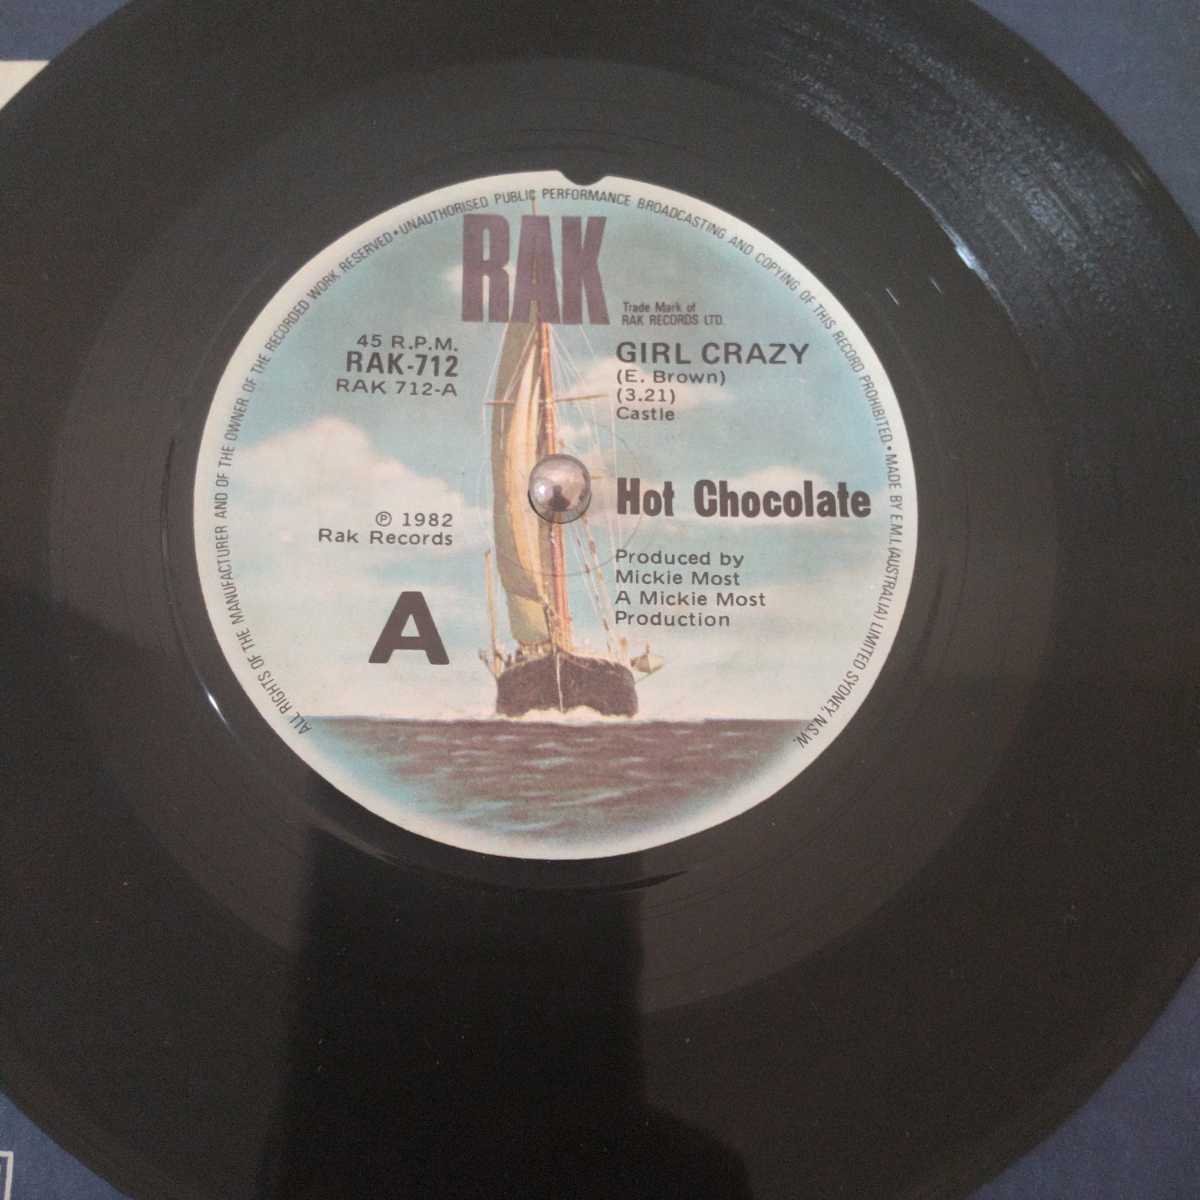 ALL RIGHTS OF THE MANUFACTURER AND OF THE OWNER OF THE RECORDED WORK RESERVED • UNAUTHORISED PUBLIC PERFORMANCE BROADCASTING AND COPYING OF THIS RECORD PROHIBITED. • MADE BY E.M.I. (AUSTRALIA) LIMITED SYDNEY, N.S.W.
RAK
Trade Mark of
RAK RECORDS LTD.
45 R.P.M.
RAK-712
RAK 712-A
GIRL CRAZY
(E. Brown)
(3.21)
Castle
Hot Chocolate
℗ 1982
Rak Records
Produced by
Mickie Most
A Mickie Most
Production
A